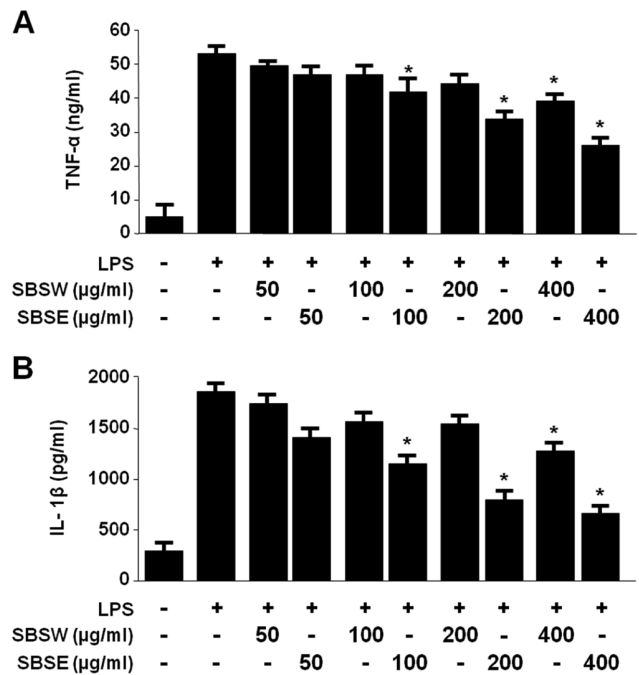 A
60
50
40
30
20
10
0
TNF-α (ng/ml)
* * * *
LPS - + + + + + + + + +
SBSW (µg/ml) - - 50 - 100 - 200 - 400 -
SBSE (µg/ml) - - - 50 - 100 - 200 - 400
B
2000
1500
1000
500
0
IL-1β (pg/ml)
* * * *
LPS - + + + + + + + + +
SBSW (µg/ml) - - 50 - 100 - 200 - 400 -
SBSE (µg/ml) - - - 50 - 100 - 200 - 400